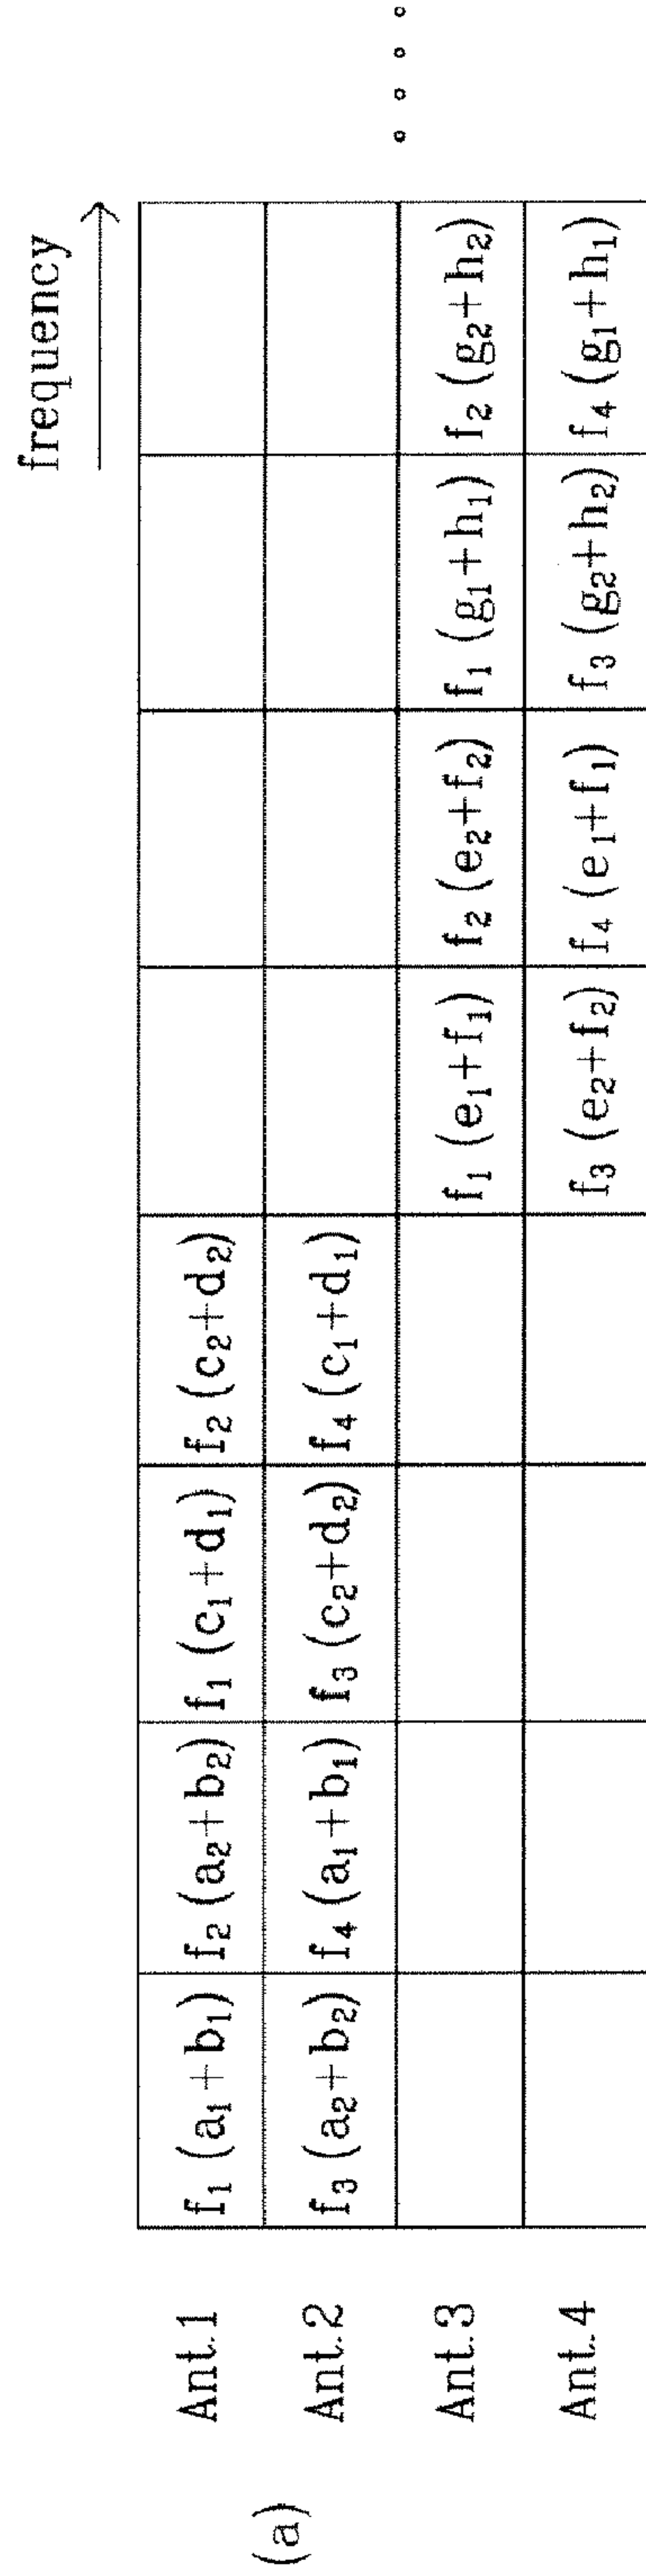 frequency
Ant.1 f₁(a₁+b₁) f₂(a₂+b₂) f₁(c₁+d₁) f₂(c₂+d₂)
Ant.2 f₃(a₂+b₂) f₄(a₁+b₁) f₃(c₂+d₂) f₄(c₁+d₁)
(a)
Ant.3 f₁(e₁+f₁) f₂(e₂+f₂) f₁(g₁+h₁) f₂(g₂+h₂)
Ant.4 f₃(e₂+f₂) f₄(e₁+f₁) f₃(g₂+h₂) f₄(g₁+h₁)